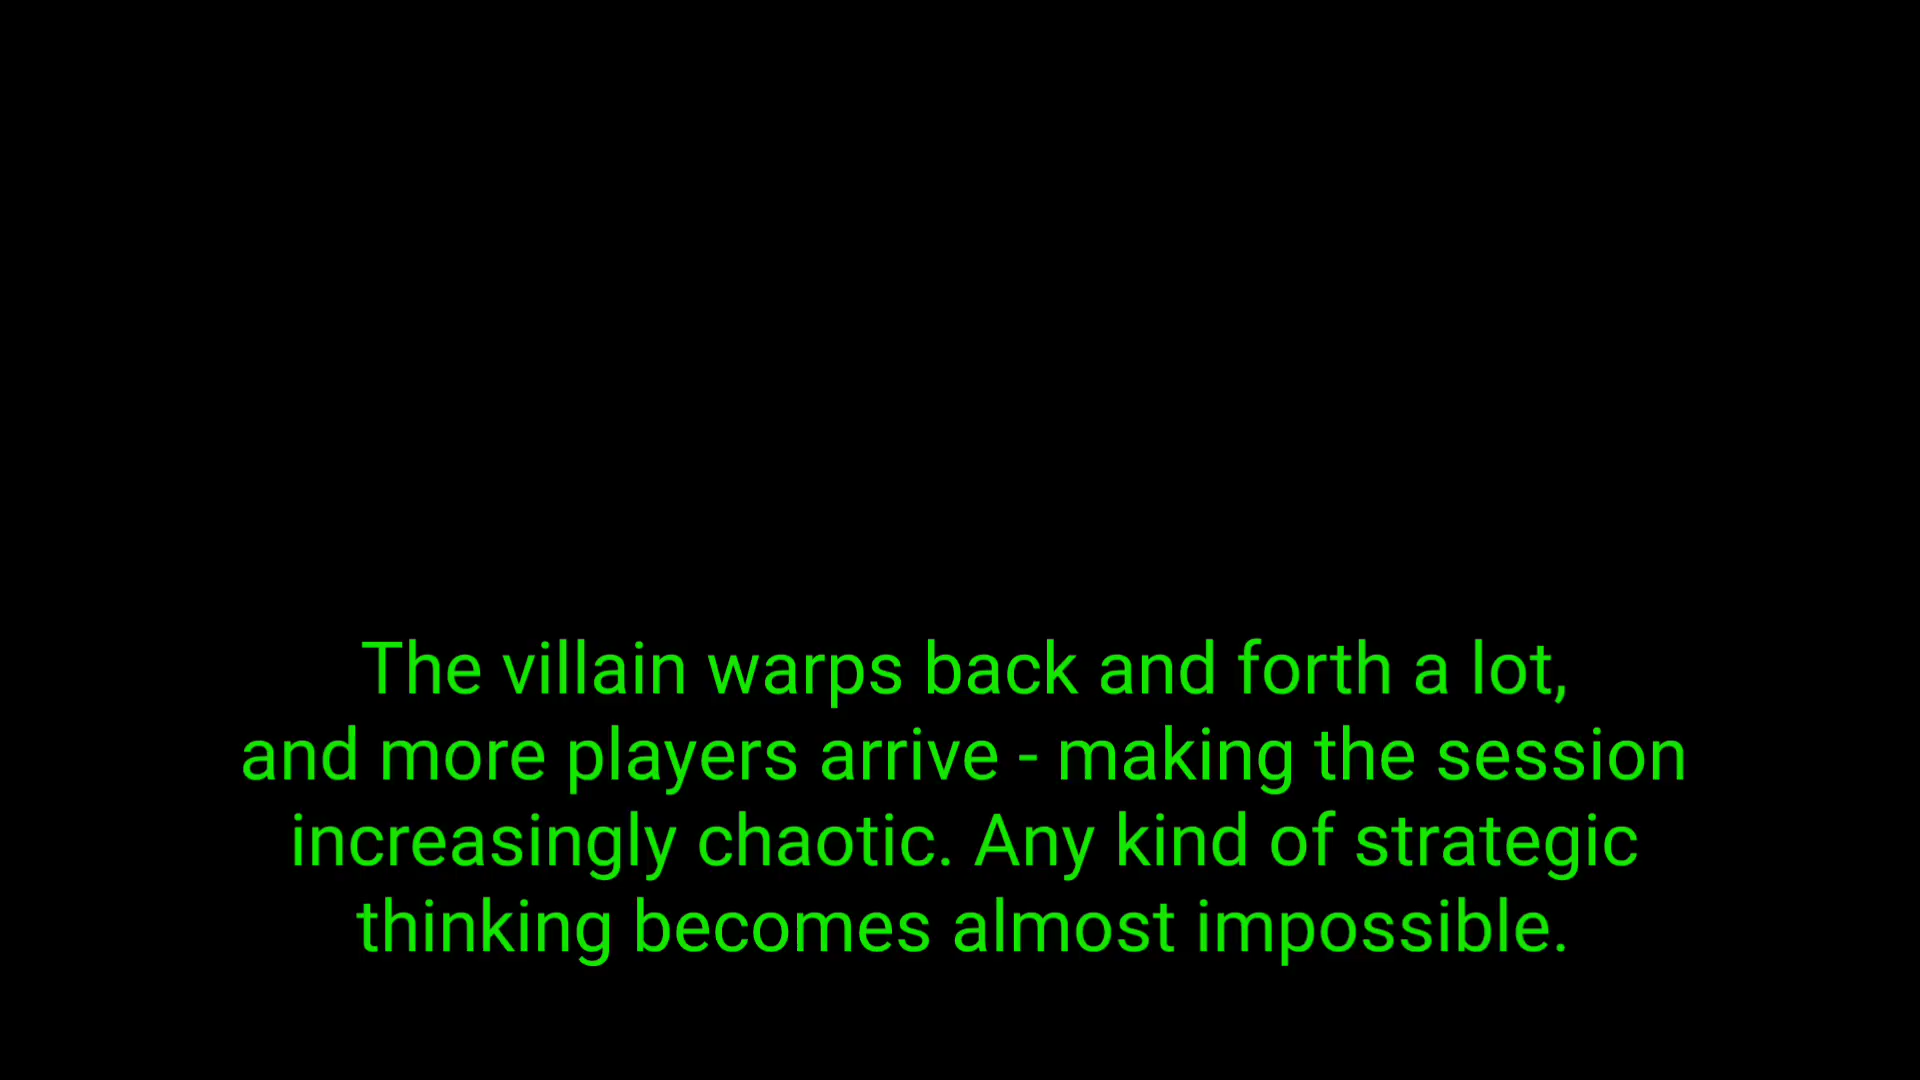 The villain warps back and forth a lot,
and more players arrive - making the session
increasingly chaotic. Any kind of strategic
thinking becomes almost impossible.